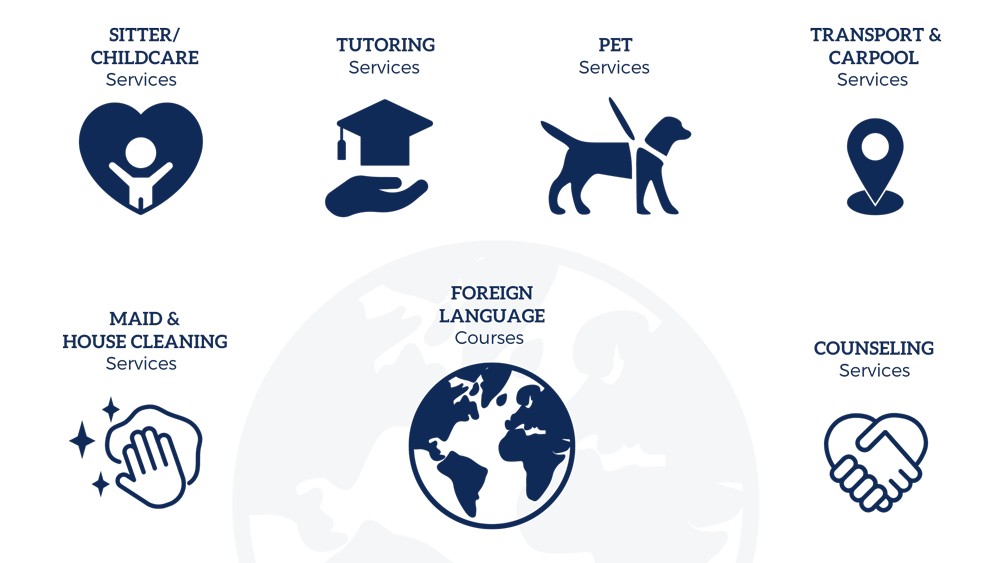 SITTER/
CHILDCARE
Services
TUTORING
Services
PET
Services
TRANSPORT &
CARPOOL
Services
MAID &
HOUSE CLEANING
Services
FOREIGN
LANGUAGE
Courses
COUNSELING
Services